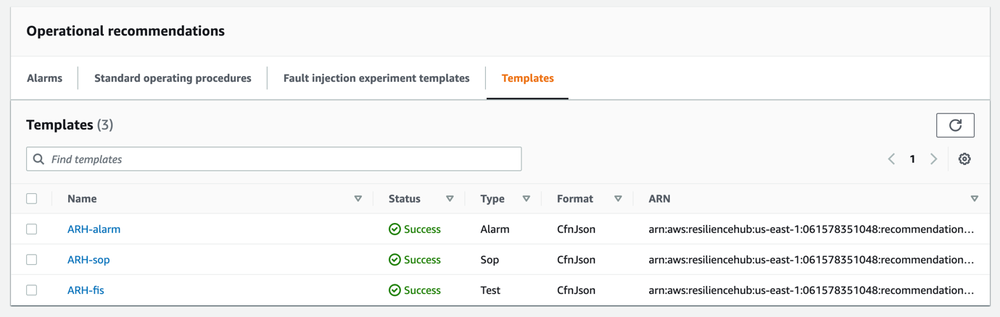 Operational recommendations
Alarms Standard operating procedures Fault injection experiment templates Templates
Templates (3)
Find templates 1
Name Status Type Format ARN
ARH-alarm Success Alarm CfnJson arn:aws:resiliencehub:us-east-1:061578351048:recommendation...
ARH-sop Success Sop CfnJson arn:aws:resiliencehub:us-east-1:061578351048:recommendation...
ARH-fis Success Test CfnJson arn:aws:resiliencehub:us-east-1:061578351048:recommendation...